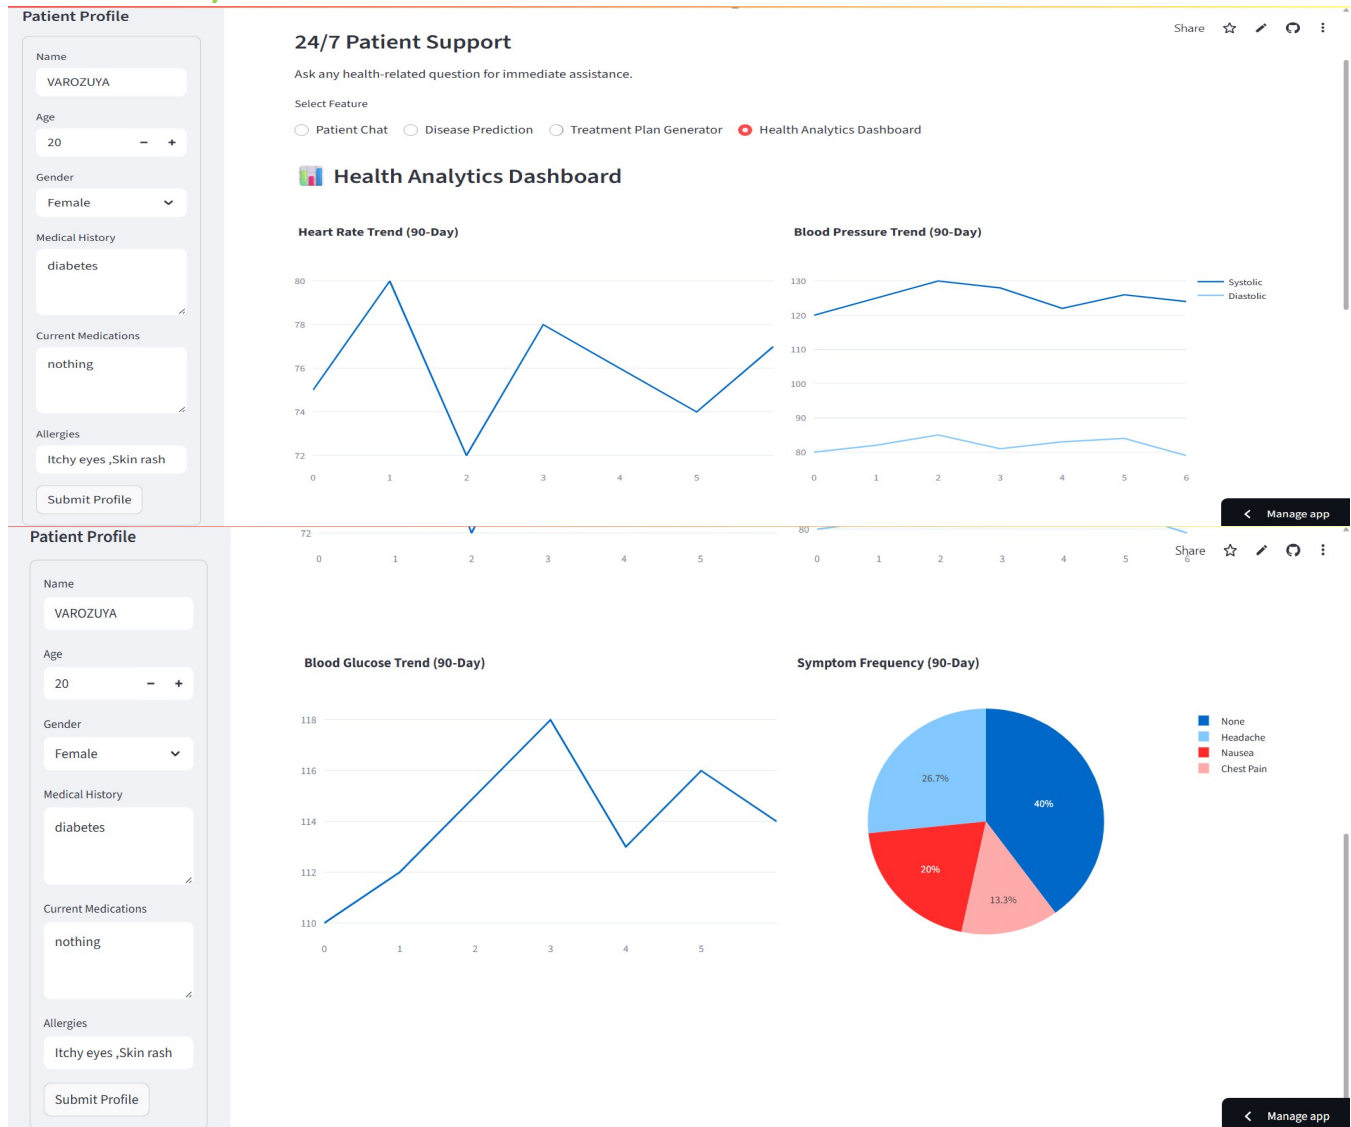 Patient Profile
Name
VAROZUYA
Age
20 - +
Gender
Female
Medical History
diabetes
Current Medications
nothing
Allergies
Itchy eyes ,Skin rash
Submit Profile
Share
24/7 Patient Support
Ask any health-related question for immediate assistance.
Select Feature
Patient Chat Disease Prediction Treatment Plan Generator Health Analytics Dashboard
Health Analytics Dashboard
Heart Rate Trend (90-Day)
80
78
76
74
72
0 1 2 3 4 5
Blood Pressure Trend (90-Day)
130
120
110
100
90
80
0 1 2 3 4 5 6
Systolic
Diastolic
Manage app
Patient Profile
Name
VAROZUYA
Age
20 - +
Gender
Female
Medical History
diabetes
Current Medications
nothing
Allergies
Itchy eyes ,Skin rash
Submit Profile
72
0 1 2 3 4 5
80
0 1 2 3 4 5 6
Share
Blood Glucose Trend (90-Day)
118
116
114
112
110
0 1 2 3 4 5
Symptom Frequency (90-Day)
26.7%
40%
20%
13.3%
None
Headache
Nausea
Chest Pain
Manage app